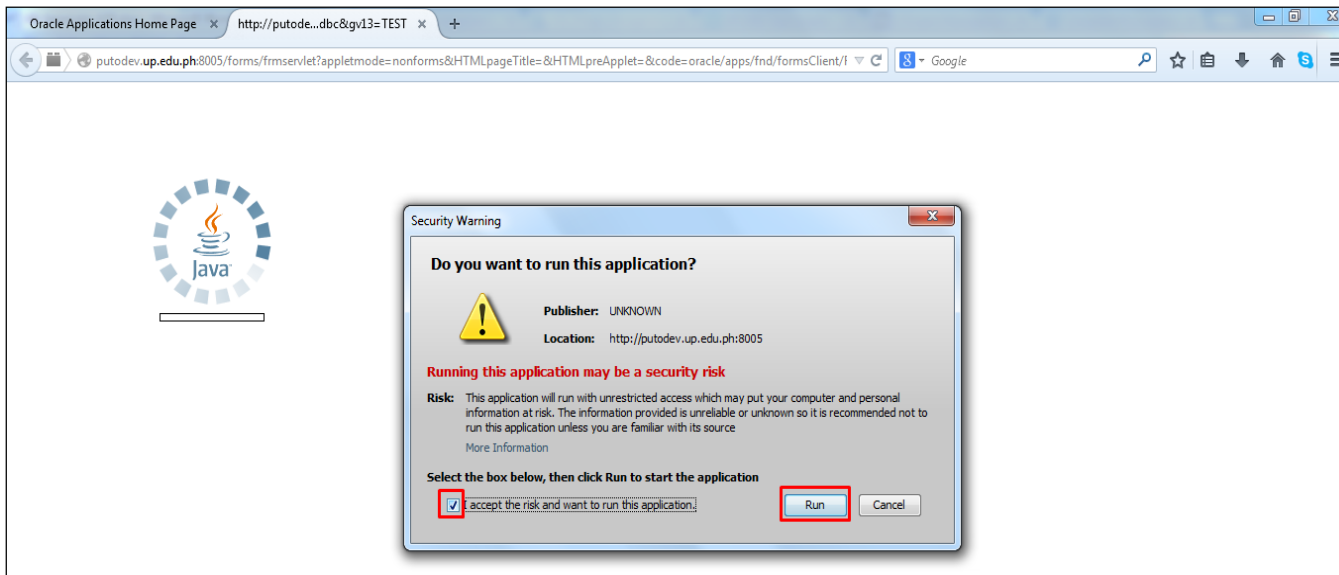 Oracle Applications Home Page
http://putode...dbc&gv13=TEST
putodev.up.edu.ph:8005/forms/frmservlet?appletmode=nonforms&HTMLpageTitle=&HTMLpreApplet=&code=oracle/apps/fnd/formsClient/
Google
Java
Security Warning
Do you want to run this application?
Publisher: UNKNOWN
Location: http://putodev.up.edu.ph:8005
Running this application may be a security risk
Risk: This application will run with unrestricted access which may put your computer and personal
information at risk. The information provided is unreliable or unknown so it is recommended not to
run this application unless you are familiar with its source
More Information
Select the box below, then click Run to start the application
I accept the risk and want to run this application.
Run
Cancel